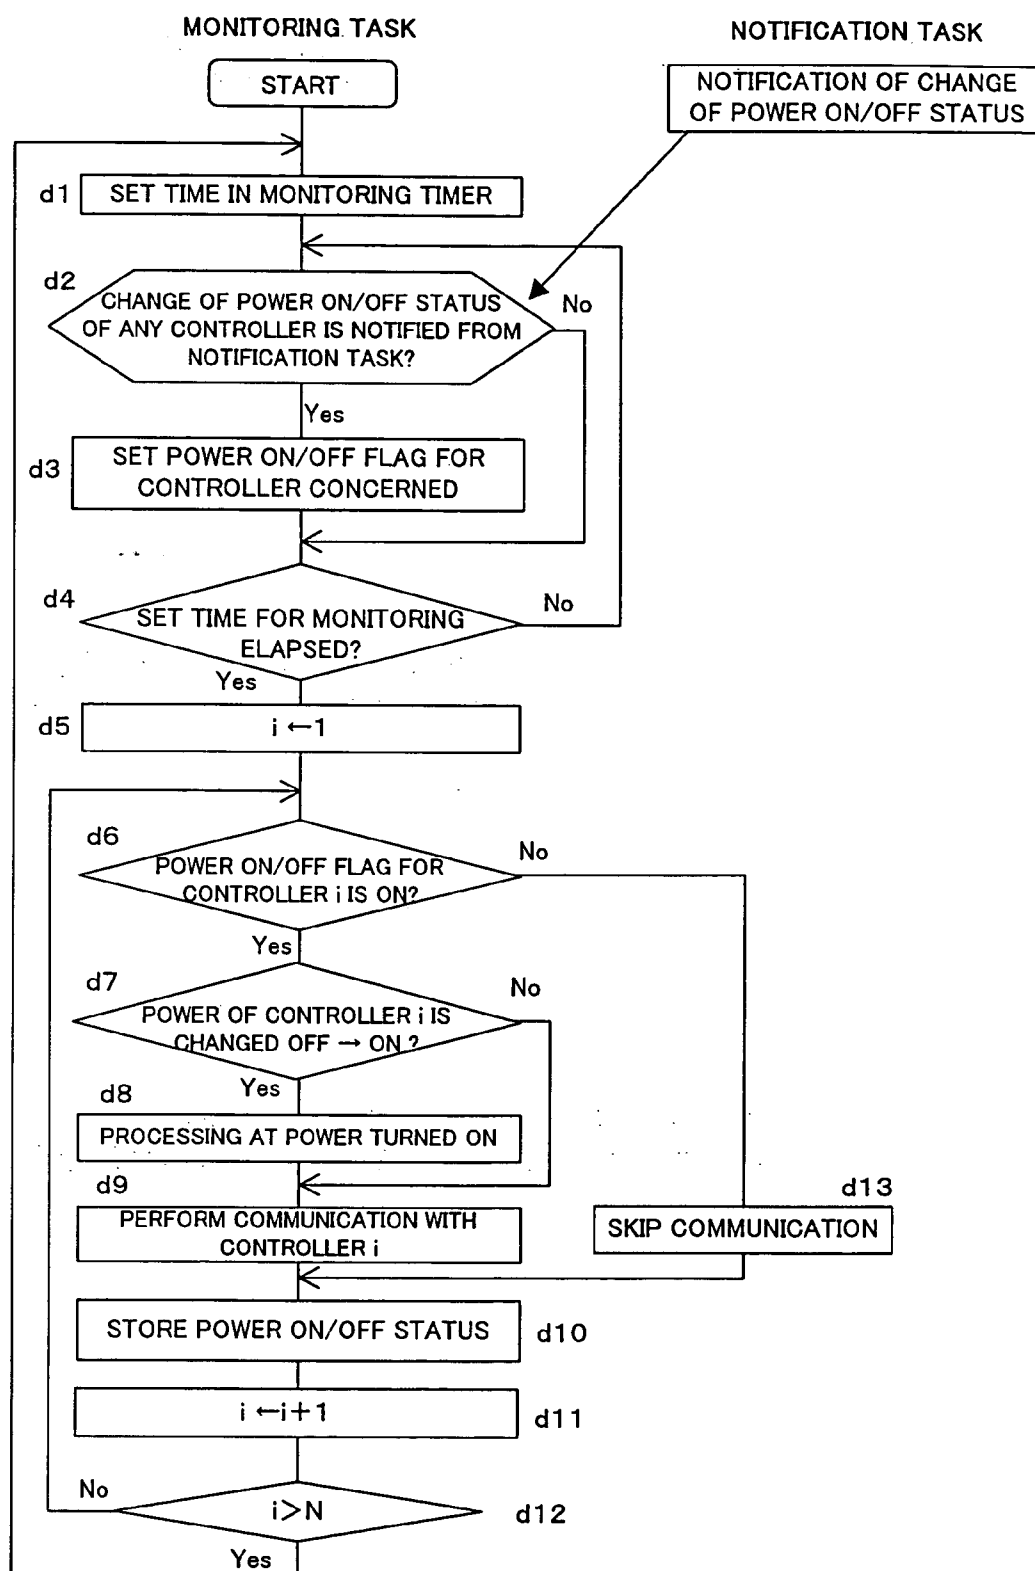 MONITORING TASK
NOTIFICATION TASK
START
NOTIFICATION OF CHANGE
OF POWER ON/OFF STATUS
d1
SET TIME IN MONITORING TIMER
d2
CHANGE OF POWER ON/OFF STATUS
OF ANY CONTROLLER IS NOTIFIED FROM
NOTIFICATION TASK?
No
Yes
d3
SET POWER ON/OFF FLAG FOR
CONTROLLER CONCERNED
d4
SET TIME FOR MONITORING
ELAPSED?
No
Yes
d5
i ←1
d6
POWER ON/OFF FLAG FOR
CONTROLLER i IS ON?
No
Yes
d7
POWER OF CONTROLLER i IS
CHANGED OFF → ON ?
No
Yes
d8
PROCESSING AT POWER TURNED ON
d9
PERFORM COMMUNICATION WITH
CONTROLLER i
d13
SKIP COMMUNICATION
STORE POWER ON/OFF STATUS
d10
i ←i+1
d11
No
i>N
d12
Yes